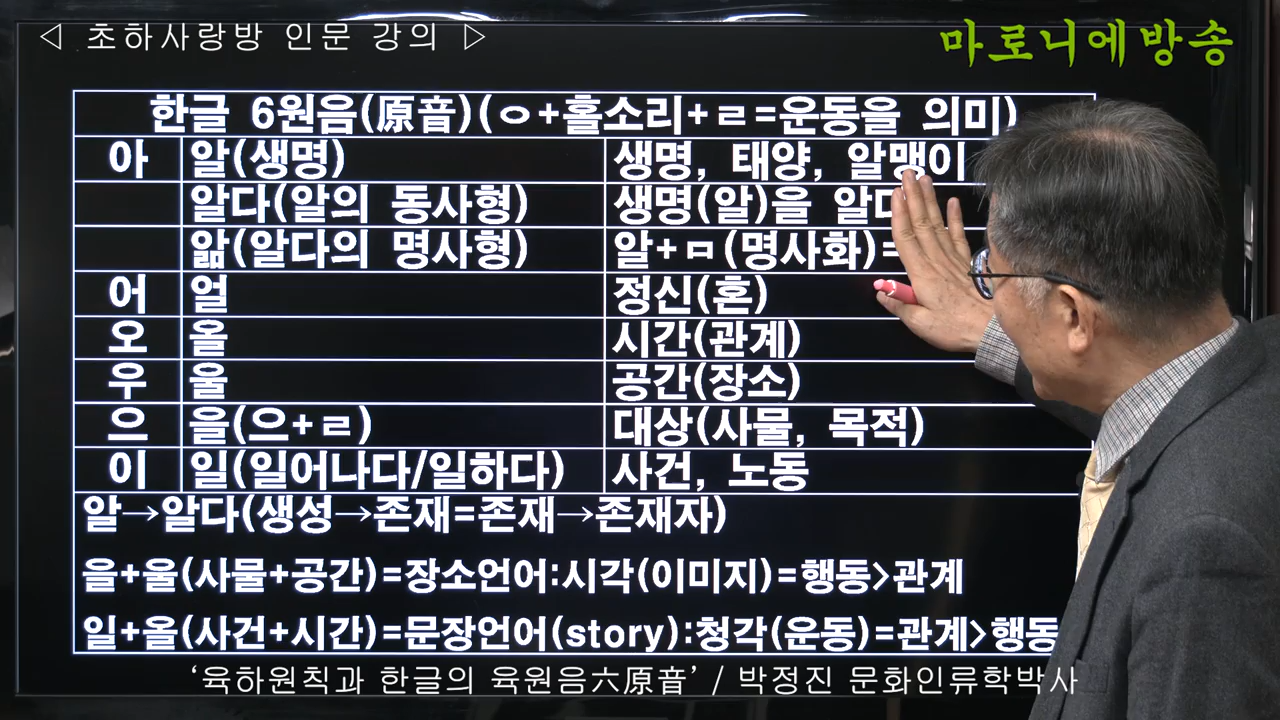 ◁ 초하사랑방 인문 강의 ▷
마로니에방송
한글 6원음(原音)(ㅇ+홀소리+ㄹ=운동을 의미)
아 알(생명) 생명, 태양, 알맹이
알다(알의 동사형) 생명(알)을 알다
앎(알다의 명사형) 알+ㅁ(명사화)=
어 얼 정신(혼)
오 올 시간(관계)
우 울 공간(장소)
으 을(으+ㄹ) 대상(사물, 목적)
이 일(일어나다/일하다) 사건, 노동
알→알다(생성→존재=존재→존재자)
을+울(사물+공간)=장소언어:시각(이미지)=행동>관계
일+올(사건+시간)=문장언어(story):청각(운동)=관계>행동
‘육하원칙과 한글의 육원음六原音’ / 박정진 문화인류학박사